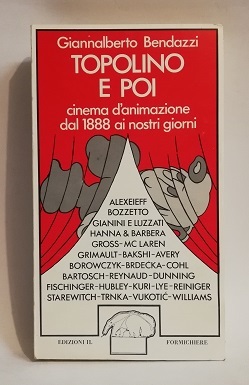 Giannalberto Bendazzi
TOPOLINO
E POI
cinema d'animazione
dal 1888 ai nostri giorni
ALEXEIEFF
BOZZETTO
GIANINI E LUZZATI
HANNA & BARBERA
GROSS-MC LAREN
GRIMAULT-BAKSHI-AVERY
BOROWCZYK-BRDECKA-COHL
BARTOSCH-REYNAUD-DUNNING
FISCHINGER-HUBLEY-KURI-LYE-REINIGER
STAREWITCH-TRNKA-VUKOTIĆ-WILLIAMS
EDIZIONI IL FORMICHIERE